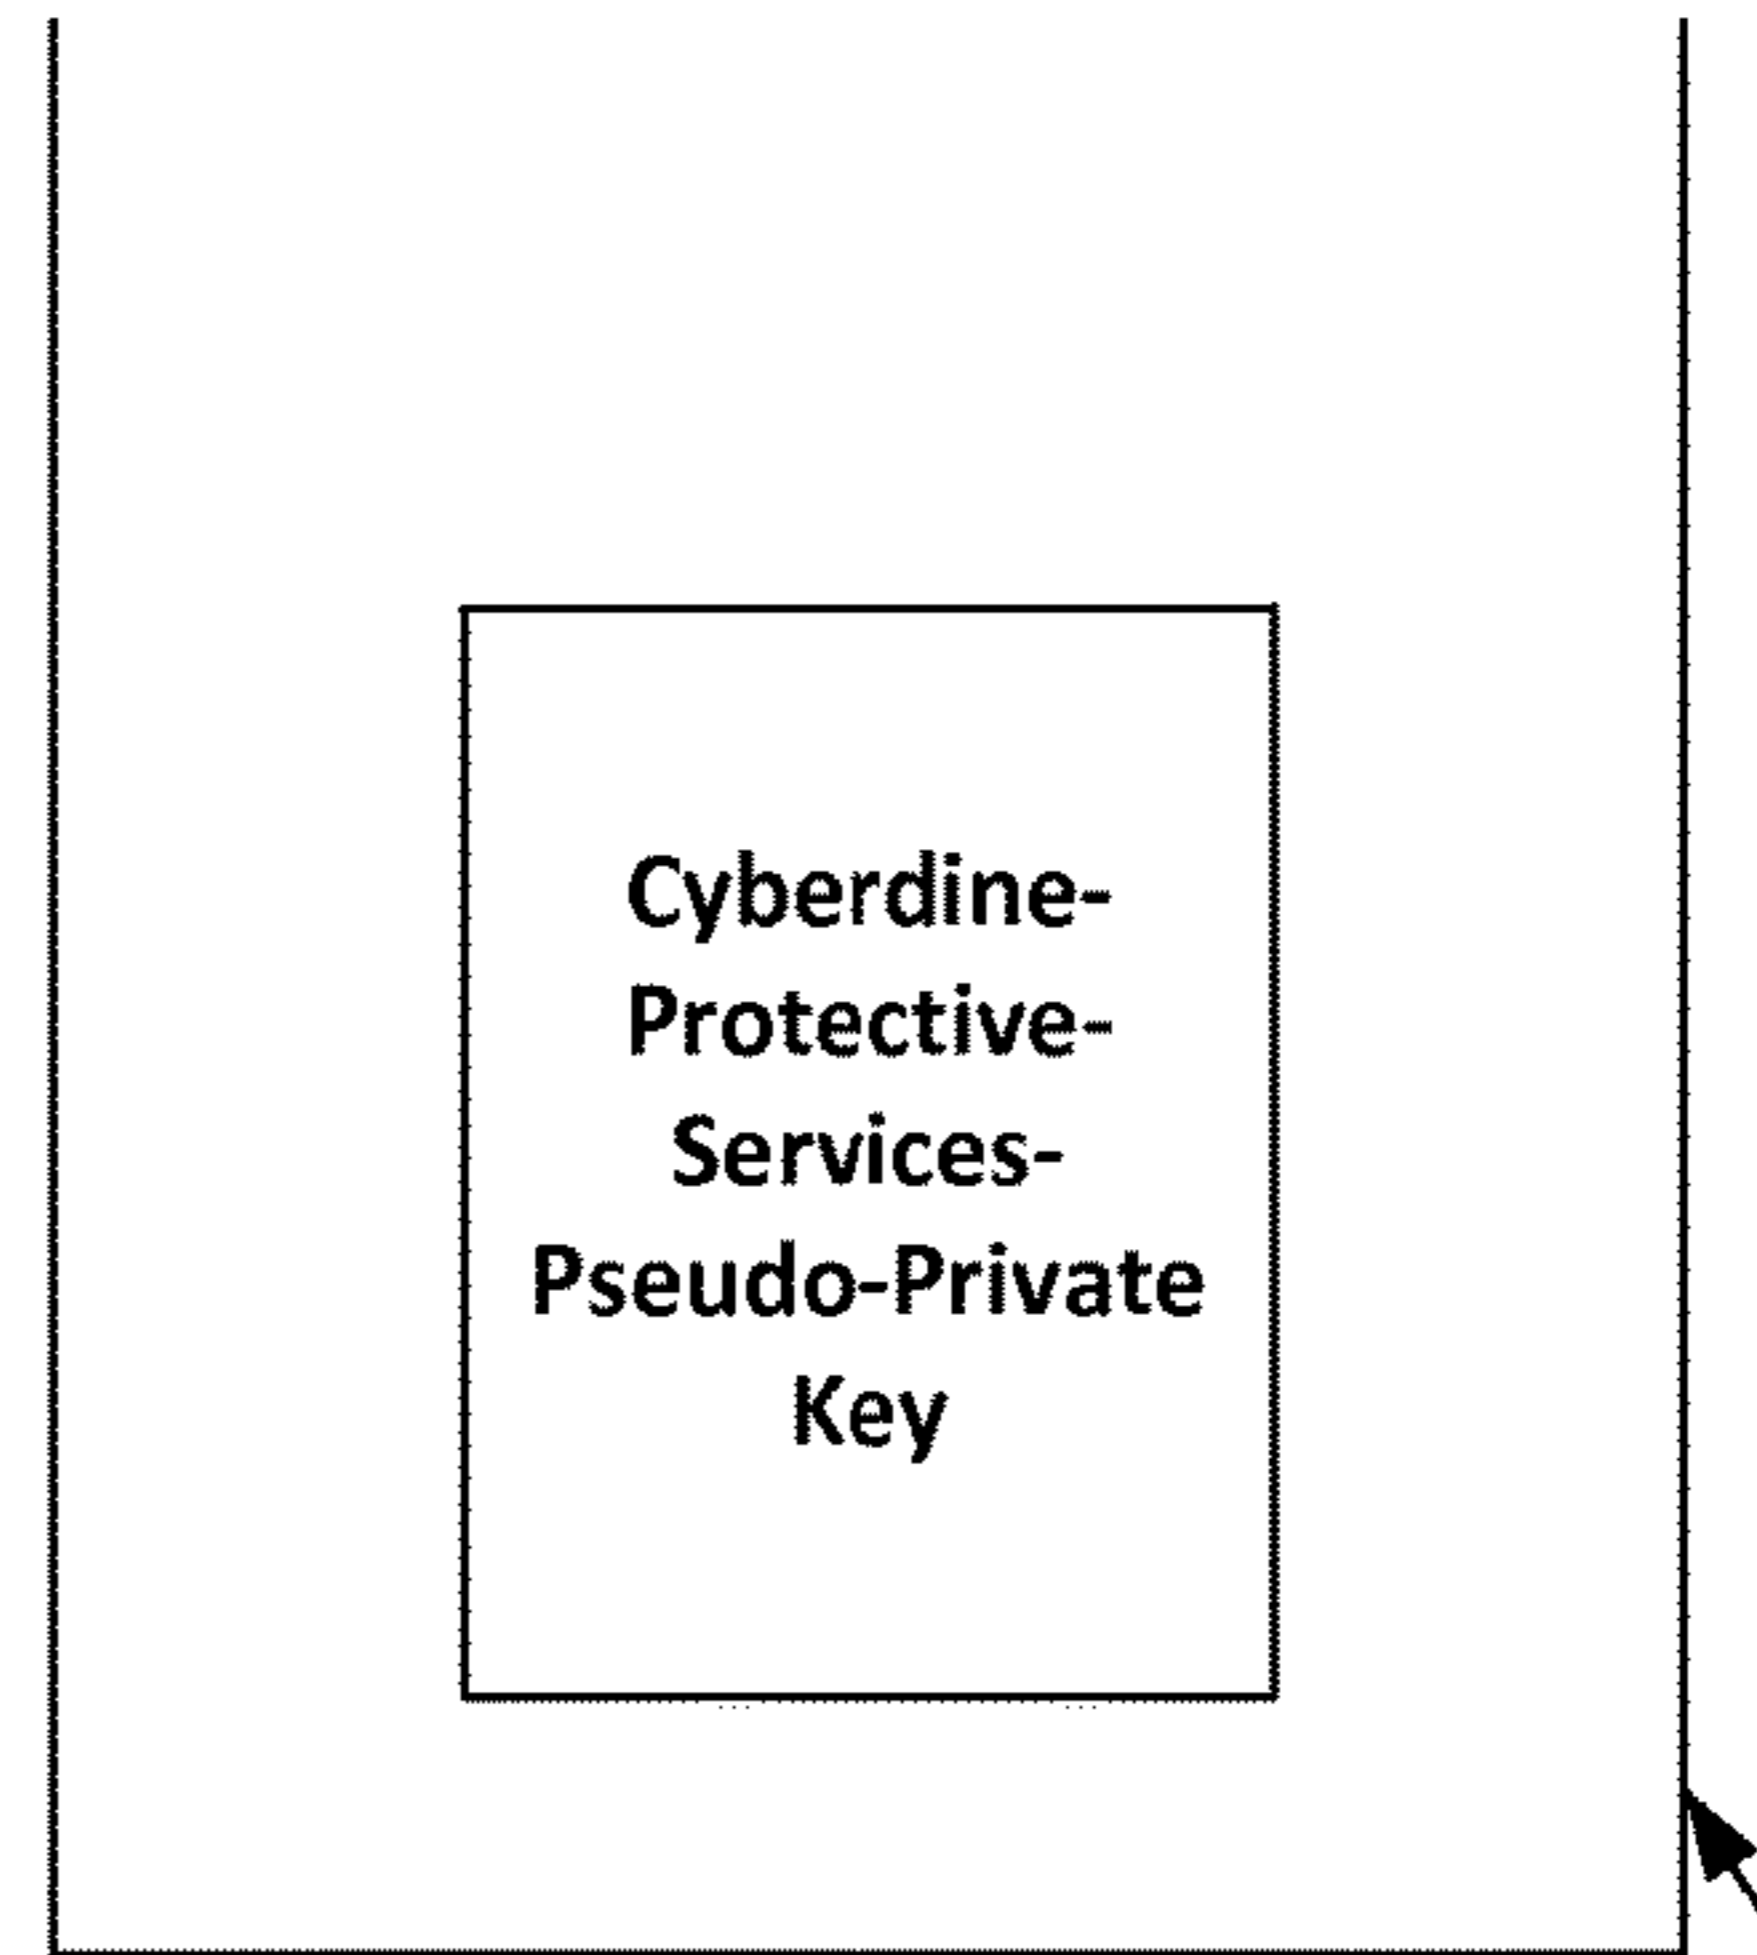 Cyberdine-
Protective-
Services-
Pseudo-Private
Key